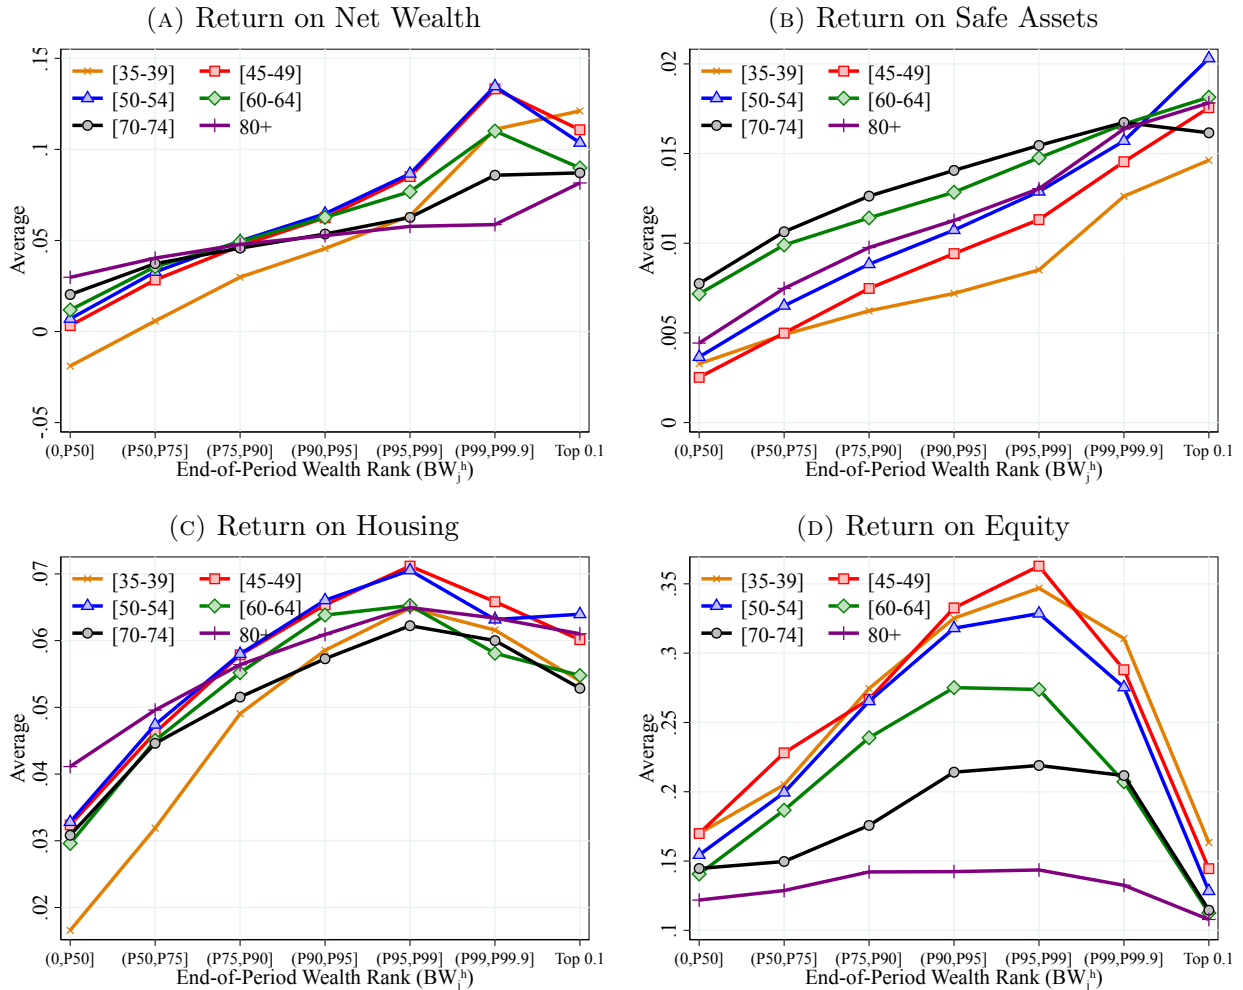 (A) Return on Net Wealth
.15
.1
.05
0
-.05
Average
[35-39] [45-49]
[50-54] [60-64]
[70-74] 80+
(0,P50] (P50,P75] (P75,P90] (P90,P95] (P95,P99] (P99,P99.9] Top 0.1
End-of-Period Wealth Rank (BW_j^h)
(B) Return on Safe Assets
.02
.015
.01
.005
0
Average
[35-39] [45-49]
[50-54] [60-64]
[70-74] 80+
(0,P50] (P50,P75] (P75,P90] (P90,P95] (P95,P99] (P99,P99.9] Top 0.1
End-of-Period Wealth Rank (BW_j^h)
(C) Return on Housing
.07
.06
.05
.04
.03
.02
Average
[35-39] [45-49]
[50-54] [60-64]
[70-74] 80+
(0,P50] (P50,P75] (P75,P90] (P90,P95] (P95,P99] (P99,P99.9] Top 0.1
End-of-Period Wealth Rank (BW_j^h)
(D) Return on Equity
.35
.3
.25
.2
.15
.1
Average
[35-39] [45-49]
[50-54] [60-64]
[70-74] 80+
(0,P50] (P50,P75] (P75,P90] (P90,P95] (P95,P99] (P99,P99.9] Top 0.1
End-of-Period Wealth Rank (BW_j^h)